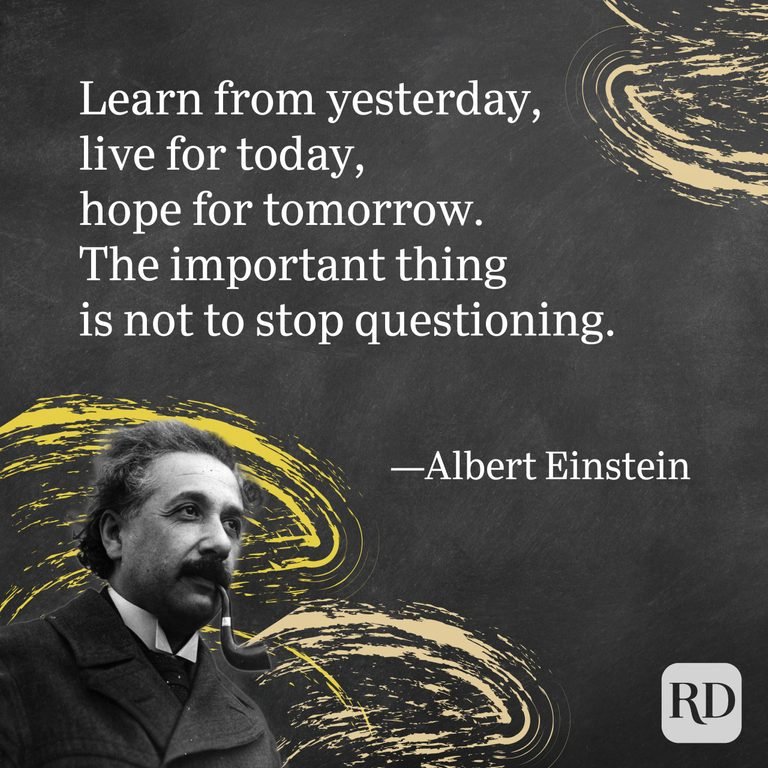 Learn from yesterday,
live for today,
hope for tomorrow.
The important thing
is not to stop questioning.
—Albert Einstein
RD